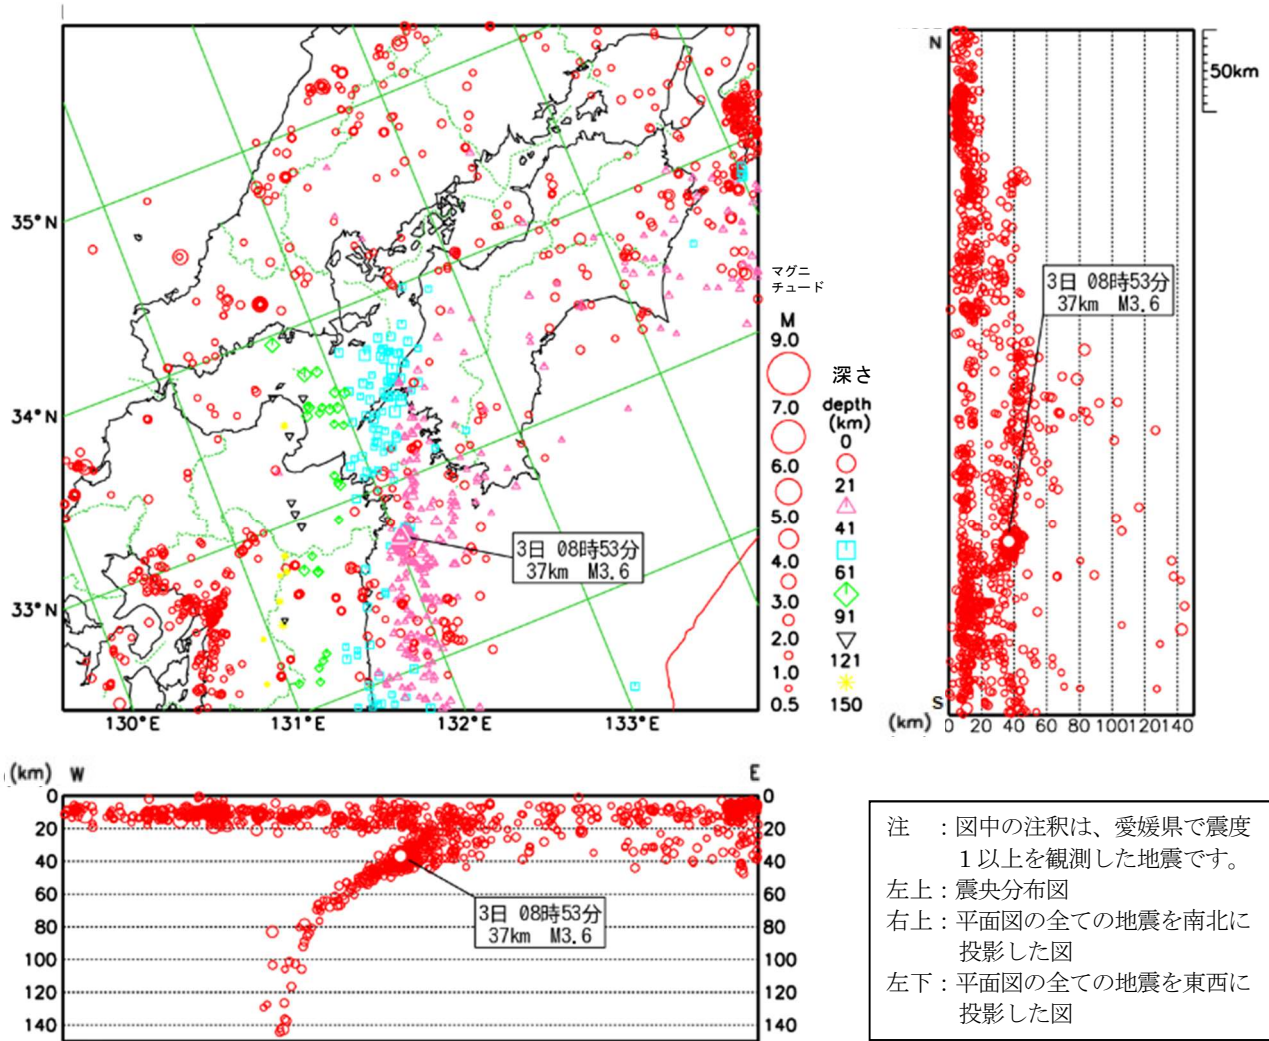 35°N
34°N
33°N
130°E
131°E
132°E
133°E
3日 08時53分
37km M3.6
マグニ
チュード
M
9.0
7.0
6.0
5.0
4.0
3.0
2.0
1.0
0.5
深さ
depth
(km)
0
21
41
61
91
121
150
N
S
50km
3日 08時53分
37km M3.6
(km) 0 20 40 60 80 100 120 140
(km) W
E
0
20
40
60
80
100
120
140
0
20
40
60
80
100
120
140
3日 08時53分
37km M3.6
注 :図中の注釈は、愛媛県で震度
1以上を観測した地震です。
左上:震央分布図
右上:平面図の全ての地震を南北に
投影した図
左下:平面図の全ての地震を東西に
投影した図